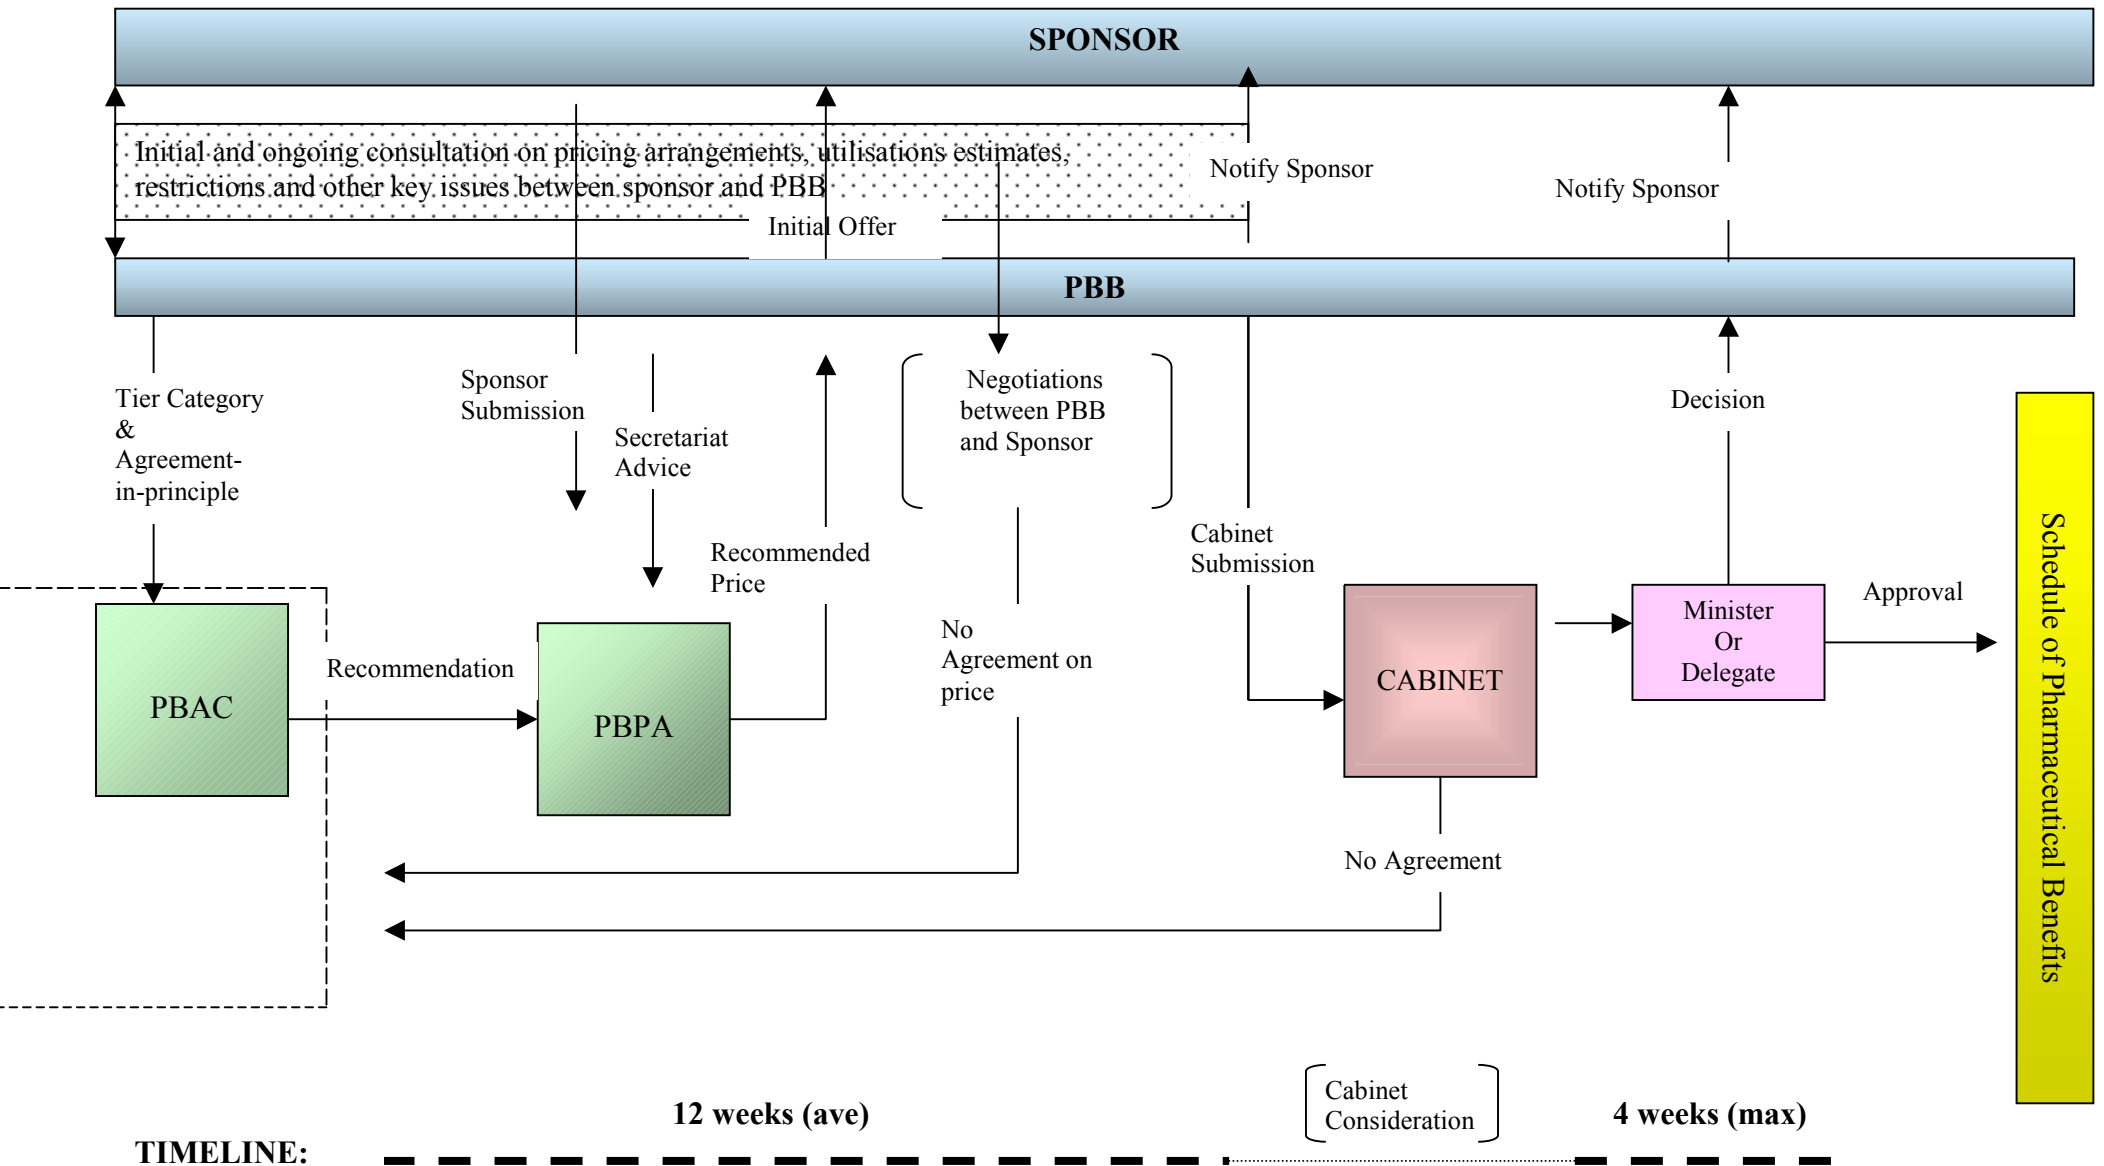 SPONSOR
Initial and ongoing consultation on pricing arrangements, utilisations estimates,
restrictions and other key issues between sponsor and PBB
Notify Sponsor
Notify Sponsor
Initial Offer
PBB
Tier Category
&
Agreement-
in-principle
Sponsor
Submission
Secretariat
Advice
Recommended
Price
Negotiations
between PBB
and Sponsor
No
Agreement on
price
Cabinet
Submission
Decision
Approval
Minister
Or
Delegate
CABINET
PBAC
Recommendation
PBPA
No Agreement
Schedule of Pharmaceutical Benefits
Cabinet
Consideration
12 weeks (ave)
4 weeks (max)
TIMELINE: